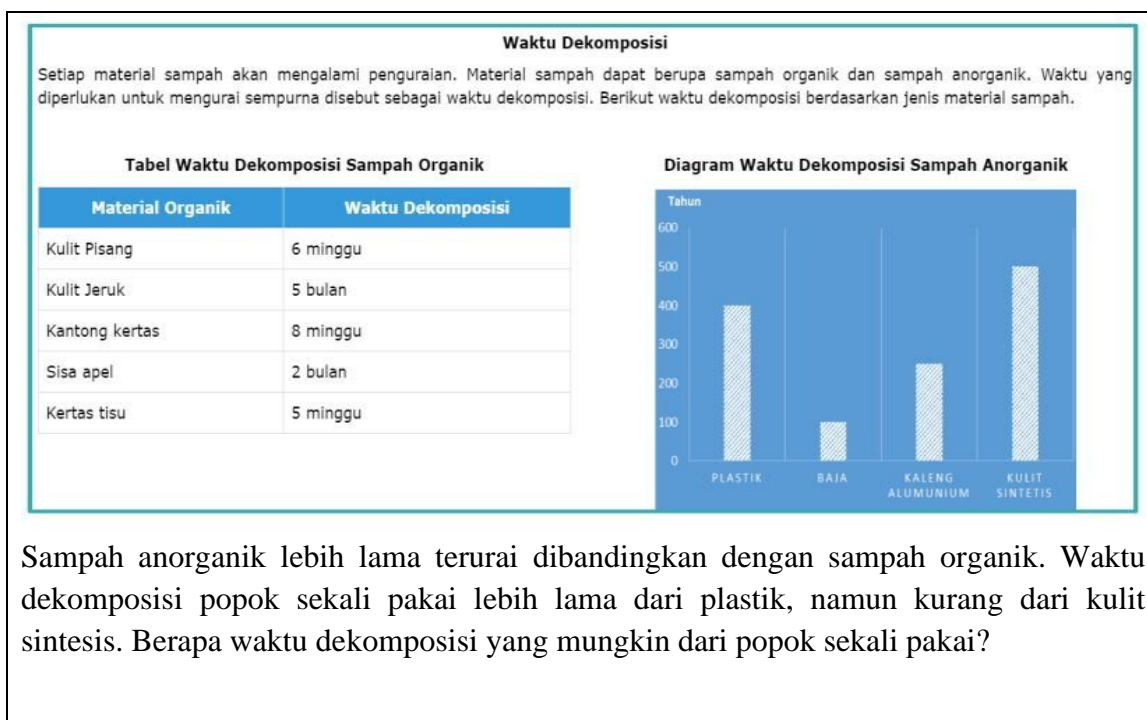 Waktu Dekomposisi
Setiap material sampah akan mengalami penguraian. Material sampah dapat berupa sampah organik dan sampah anorganik. Waktu yang
diperlukan untuk mengurai sempurna disebut sebagai waktu dekomposisi. Berikut waktu dekomposisi berdasarkan jenis material sampah.
Tabel Waktu Dekomposisi Sampah Organik
Material Organik Waktu Dekomposisi
Kulit Pisang 6 minggu
Kulit Jeruk 5 bulan
Kantong kertas 8 minggu
Sisa apel 2 bulan
Kertas tisu 5 minggu
Diagram Waktu Dekomposisi Sampah Anorganik
Tahun
600
500
400
300
200
100
0
PLASTIK BAJA KALENG KULIT
ALUMUNIUM SINTETIS
Sampah anorganik lebih lama terurai dibandingkan dengan sampah organik. Waktu
dekomposisi popok sekali pakai lebih lama dari plastik, namun kurang dari kulit
sintesis. Berapa waktu dekomposisi yang mungkin dari popok sekali pakai?